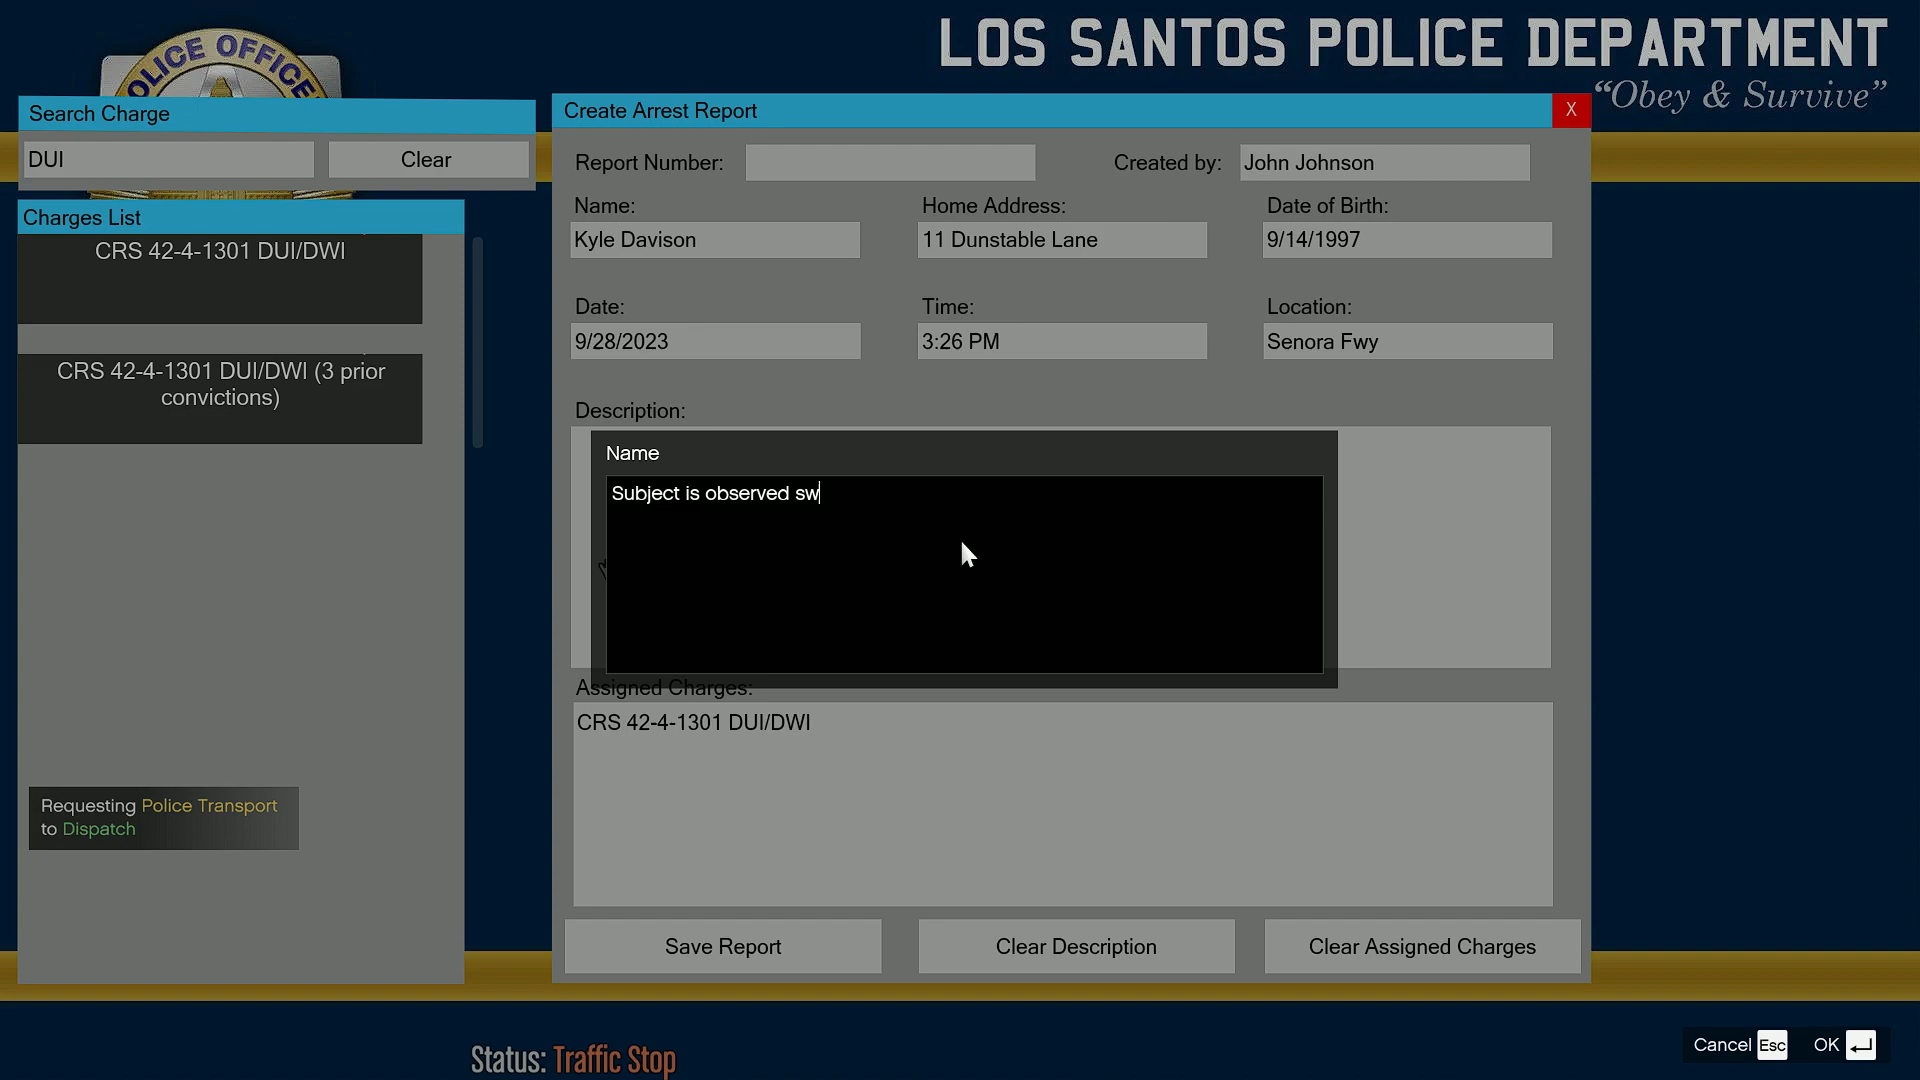 POLICE OFFICE
LOS SANTOS POLICE DEPARTMENT
“Obey & Survive”
Search Charge
DUI
Clear
Charges List
CRS 42-4-1301 DUI/DWI
CRS 42-4-1301 DUI/DWI (3 prior
convictions)
Requesting Police Transport
to Dispatch
Create Arrest Report
X
Report Number:
Created by:
John Johnson
Name:
Home Address:
Date of Birth:
Kyle Davison
11 Dunstable Lane
9/14/1997
Date:
Time:
Location:
9/28/2023
3:26 PM
Senora Fwy
Description:
Name
Subject is observed sw
Assigned Charges:
CRS 42-4-1301 DUI/DWI
Save Report
Clear Description
Clear Assigned Charges
Status: Traffic Stop
Cancel Esc
OK